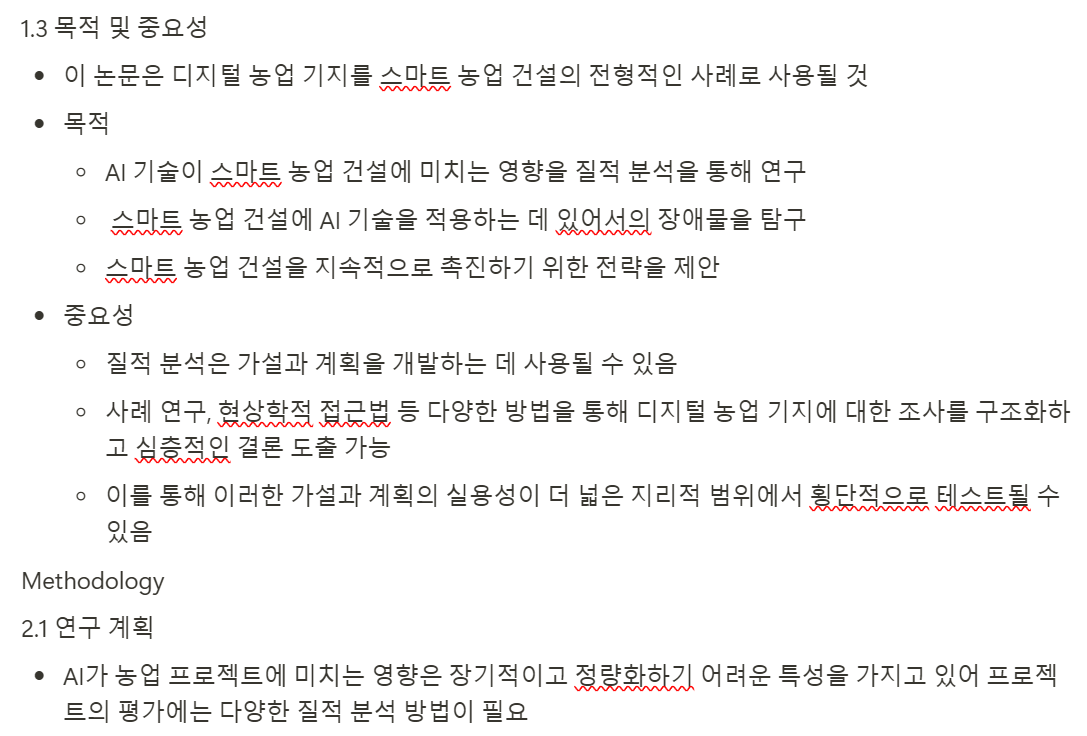 1.3 목적 및 중요성
• 이 논문은 디지털 농업 기지를 스마트 농업 건설의 전형적인 사례로 사용될 것
• 목적
○ AI 기술이 스마트 농업 건설에 미치는 영향을 질적 분석을 통해 연구
○ 스마트 농업 건설에 AI 기술을 적용하는 데 있어서의 장애물을 탐구
○ 스마트 농업 건설을 지속적으로 촉진하기 위한 전략을 제안
• 중요성
○ 질적 분석은 가설과 계획을 개발하는 데 사용될 수 있음
○ 사례 연구, 현상학적 접근법 등 다양한 방법을 통해 디지털 농업 기지에 대한 조사를 구조화하
고 심층적인 결론 도출 가능
○ 이를 통해 이러한 가설과 계획의 실용성이 더 넓은 지리적 범위에서 횡단적으로 테스트될 수
있음
Methodology
2.1 연구 계획
• AI가 농업 프로젝트에 미치는 영향은 장기적이고 정량화하기 어려운 특성을 가지고 있어 프로젝
트의 평가에는 다양한 질적 분석 방법이 필요